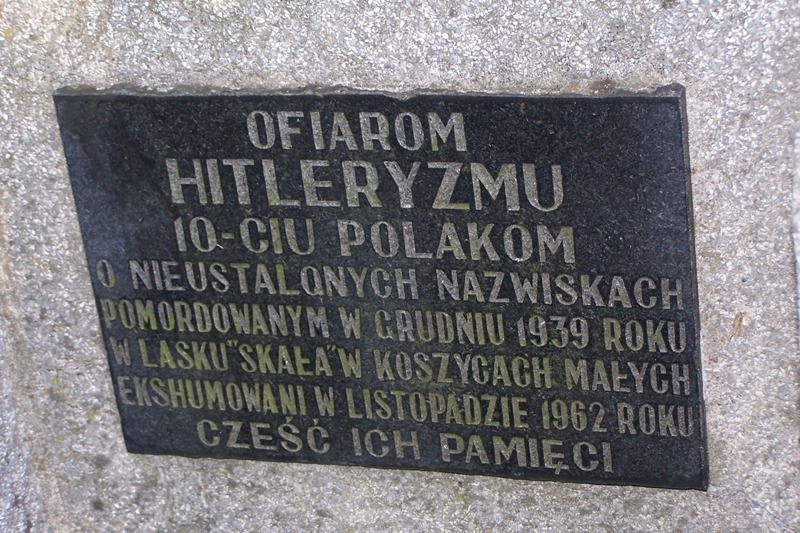 OFIAROM
HITLERYZMU
10-CIU POLAKOM
O NIEUSTALONYCH NAZWISKACH
POMORDOWANYM W GRUDNIU 1939 ROKU
W LASKU "SKAŁA" W KOSZYCACH MAŁYCH
EKSHUMOWANI W LISTOPADZIE 1962 ROKU
CZEŚĆ ICH PAMIĘCI